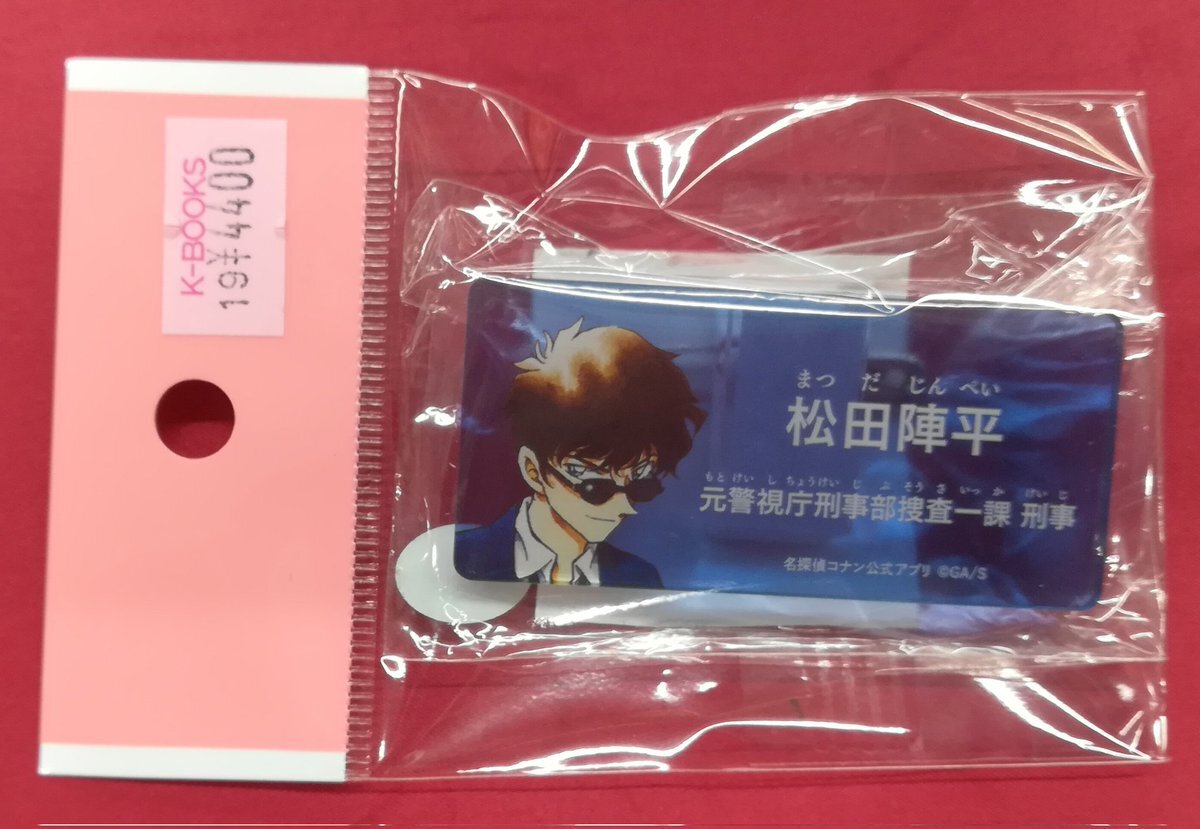 K-BOOKS
19¥4400
まつ だ じん ぺい
松田陣平
もと けい し ちょうけい じ ぶ そう さ いっ か けい じ
元警視庁刑事部捜査一課 刑事
名探偵コナン公式アプリ ©GA/S